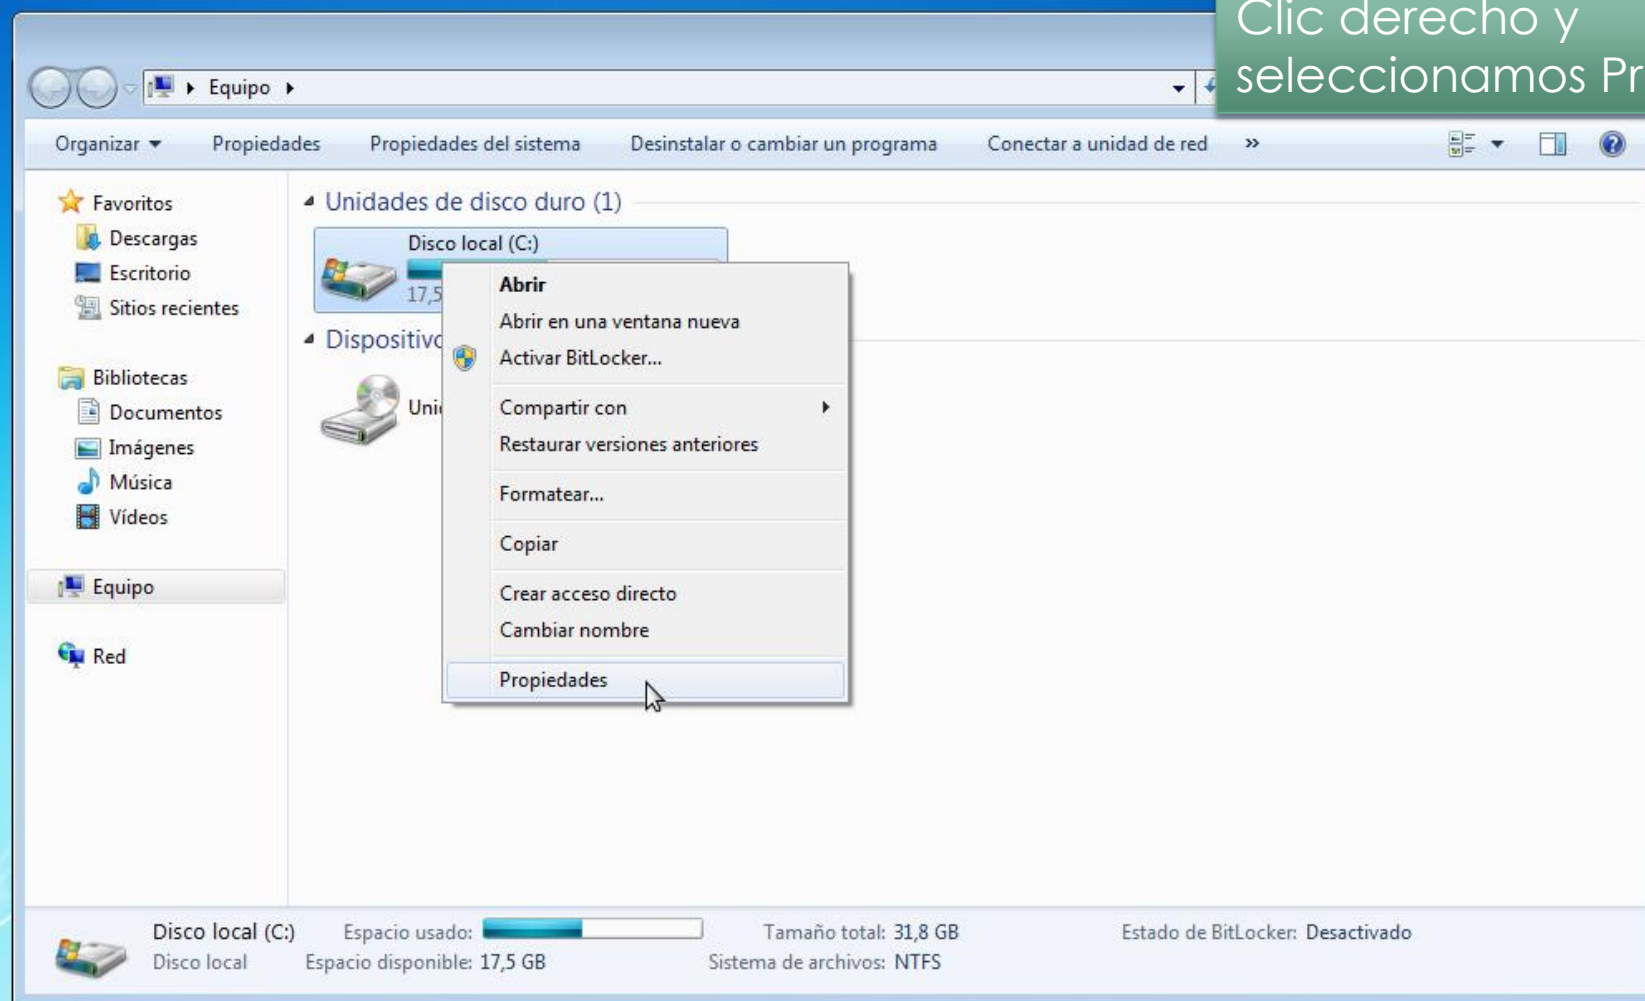 Clic derecho y
seleccionamos Pr
Equipo
Organizar Propiedades Propiedades del sistema Desinstalar o cambiar un programa Conectar a unidad de red »
Favoritos
Descargas
Escritorio
Sitios recientes
Bibliotecas
Documentos
Imágenes
Música
Vídeos
Equipo
Red
Unidades de disco duro (1)
Disco local (C:)
17,5
Dispositivo
Uni
Abrir
Abrir en una ventana nueva
Activar BitLocker...
Compartir con
Restaurar versiones anteriores
Formatear...
Copiar
Crear acceso directo
Cambiar nombre
Propiedades
Disco local (C:) Espacio usado: Tamaño total: 31,8 GB Estado de BitLocker: Desactivado
Disco local Espacio disponible: 17,5 GB Sistema de archivos: NTFS